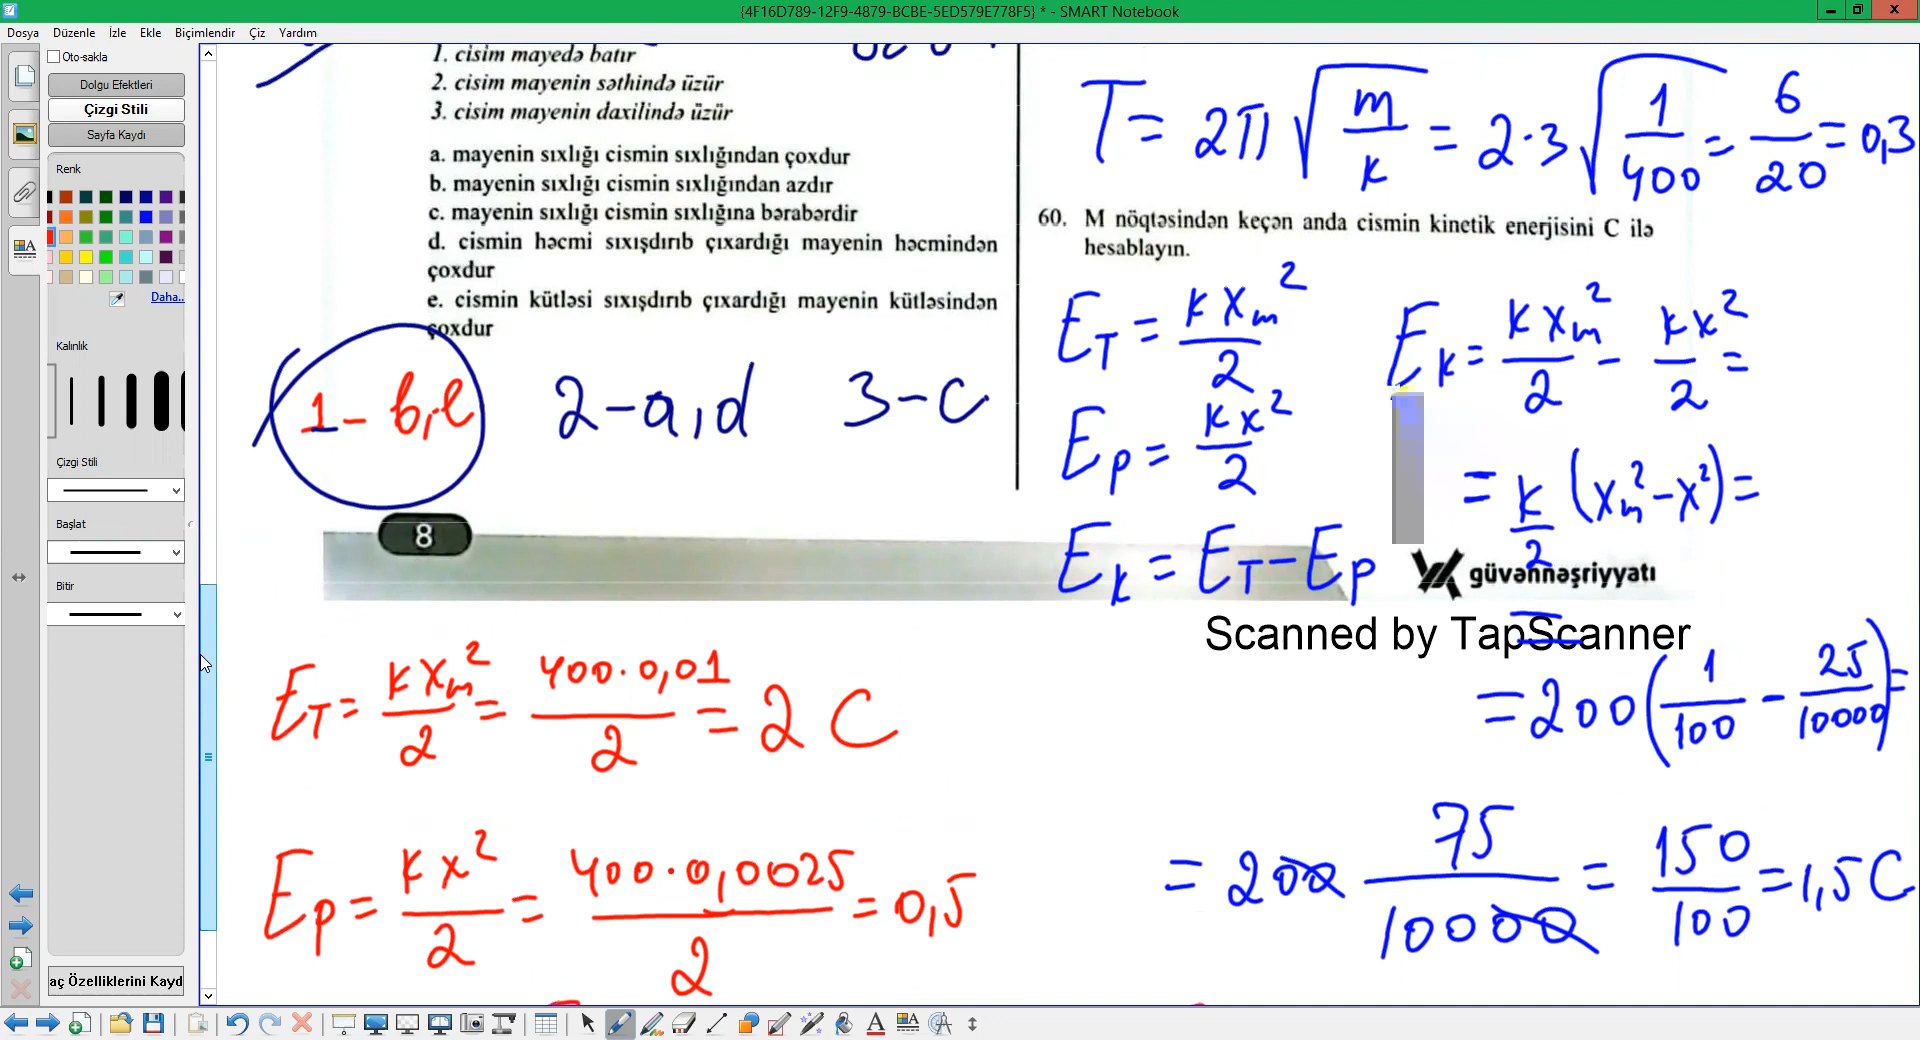 {4F16D789-12F9-4879-BCBE-5ED579E778F5} * - SMART Notebook
Dosya Düzenle İzle Ekle Biçimlendir Çiz Yardım
Oto-sakla
Dolgu Efektleri
Çizgi Stili
Sayfa Kaydı
Renk
Daha..
Kalınlık
Çizgi Stili
Başlat
Bitir
aç Özelliklerini Kayd
1. cisim mayedə batır
2. cisim mayenin səthində üzür
3. cisim mayenin daxilində üzür
a. mayenin sıxlığı cismin sıxlığından çoxdur
b. mayenin sıxlığı cismin sıxlığından azdır
c. mayenin sıxlığı cismin sıxlığına bərabərdir
d. cismin həcmi sıxışdırıb çıxardığı mayenin həcmindən
çoxdur
e. cismin kütləsi sıxışdırıb çıxardığı mayenin kütləsindən
çoxdur
1 - b,e 2 - a,d 3 - c
8
T = 2π √(m/k) = 2·3 √(1/400) = 6/20 = 0,3
60. M nöqtəsindən keçən anda cismin kinetik enerjisini C ilə
hesablayın.
E_T = kx_m²/2
E_p = kx²/2
E_k = E_T - E_p
E_k = kx_m²/2 - kx²/2 =
= k/2 (x_m² - x²) =
güvənnəşriyyatı
Scanned by TapScanner
= 200 (1/100 - 25/10000) =
= 200 75/10000 = 150/100 = 1,5 C
E_T = kx_m²/2 = 400·0,01/2 = 2 C
E_p = kx²/2 = 400·0,0025/2 = 0,5